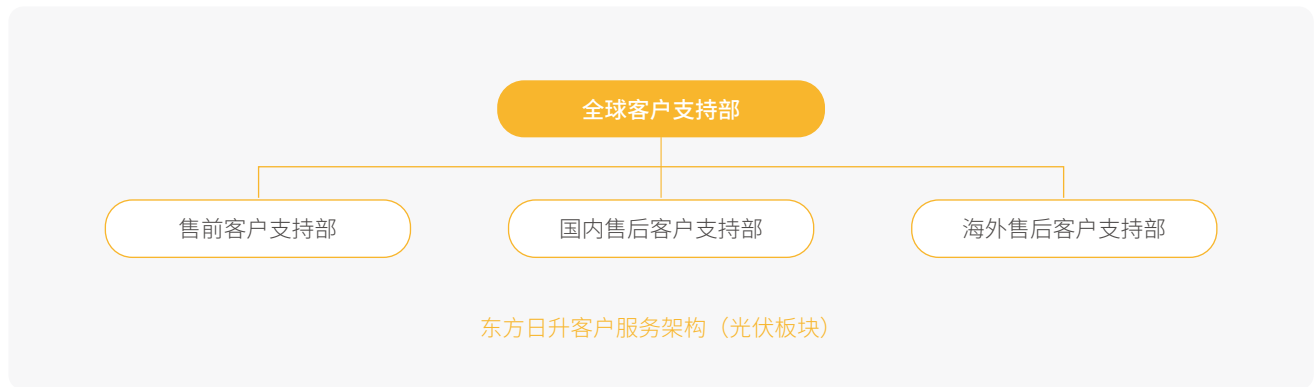 全球客户支持部
售前客户支持部
国内售后客户支持部
海外售后客户支持部
东方日升客户服务架构（光伏板块）